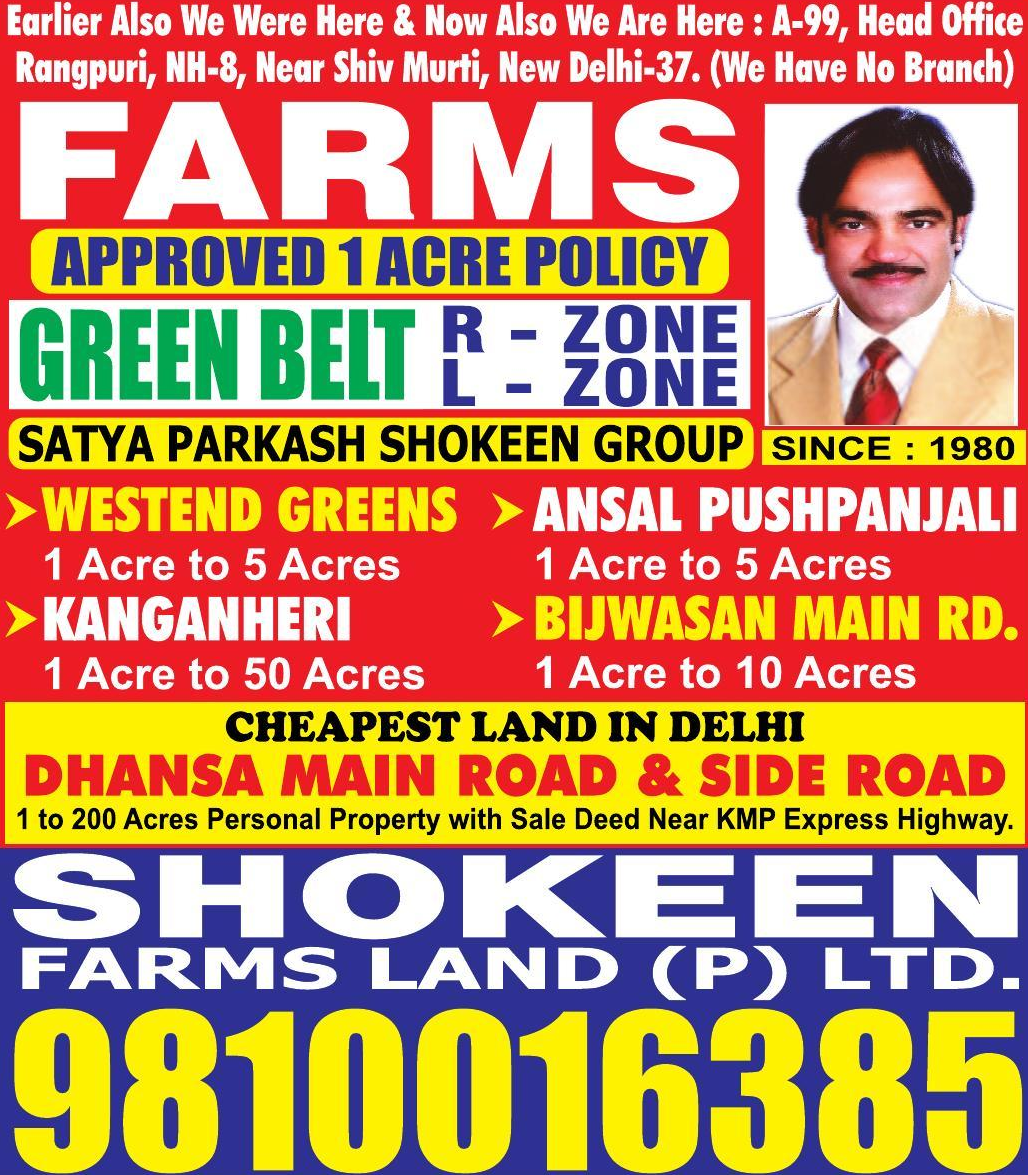 Earlier Also We Were Here & Now Also We Are Here : A-99, Head Office
Rangpuri, NH-8, Near Shiv Murti, New Delhi-37. (We Have No Branch)
FARMS
APPROVED 1 ACRE POLICY
GREEN BELT
R - ZONE
L - ZONE
SATYA PARKASH SHOKEEN GROUP
SINCE : 1980
➤ WESTEND GREENS
1 Acre to 5 Acres
➤ ANSAL PUSHPANJALI
1 Acre to 5 Acres
➤ KANGANHERI
1 Acre to 50 Acres
➤ BIJWASAN MAIN RD.
1 Acre to 10 Acres
CHEAPEST LAND IN DELHI
DHANSA MAIN ROAD & SIDE ROAD
1 to 200 Acres Personal Property with Sale Deed Near KMP Express Highway.
SHOKEEN
FARMS LAND (P) LTD.
9810016385